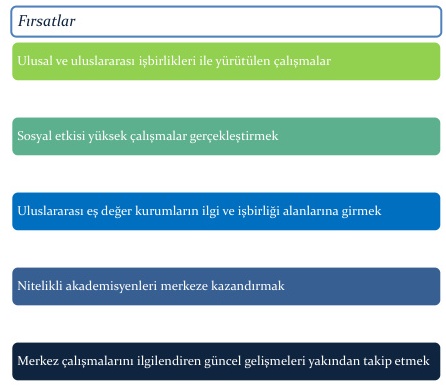 Fırsatlar
Ulusal ve uluslararası işbirlikleri ile yürütülen çalışmalar
Sosyal etkisi yüksek çalışmalar gerçekleştirmek
Uluslararası eş değer kurumların ilgi ve işbirliği alanlarına girmek
Nitelikli akademisyenleri merkeze kazandırmak
Merkez çalışmalarını ilgilendiren güncel gelişmeleri yakından takip etmek